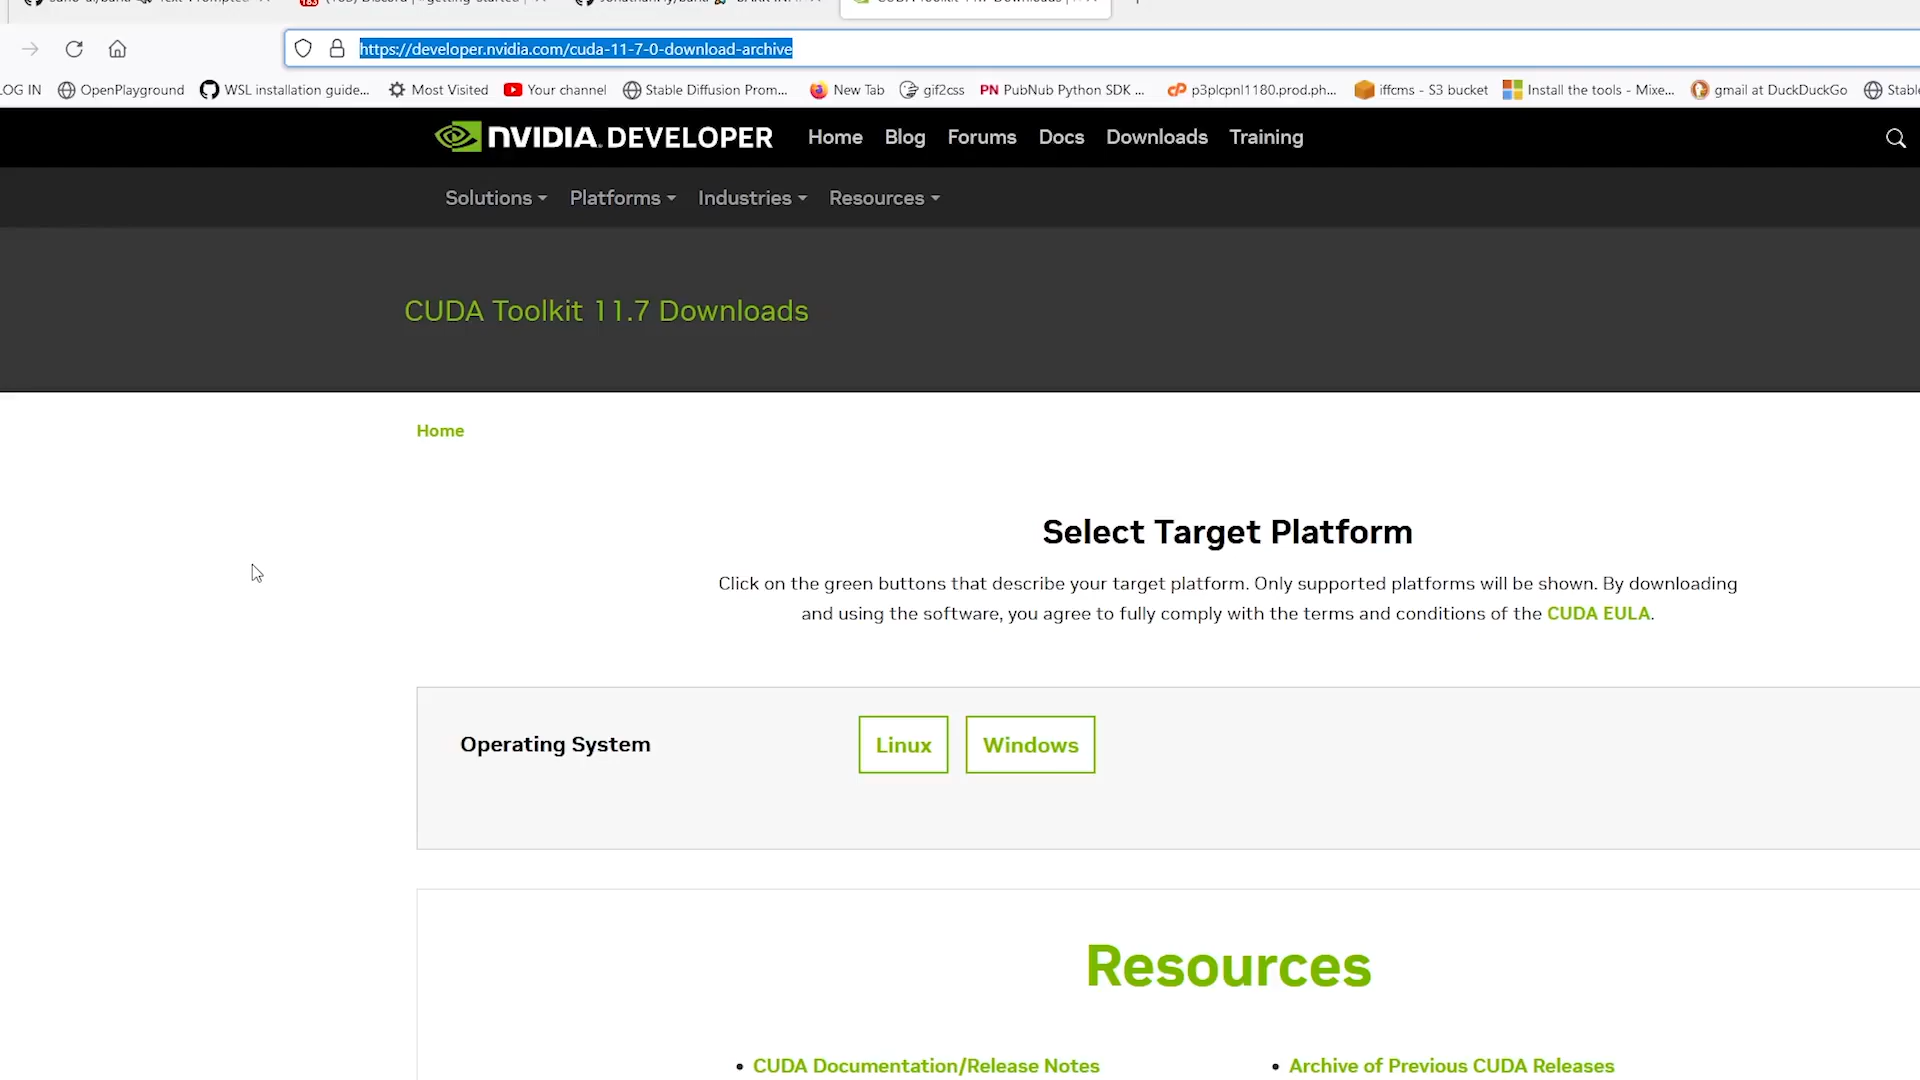 https://developer.nvidia.com/cuda-11-7-0-download-archive
LOG IN OpenPlayground WSL installation guide... Most Visited Your channel Stable Diffusion Prom... New Tab gif2css PN PubNub Python SDK ... p3plcpnl1180.prod.ph... iffcms - S3 bucket Install the tools - Mixe... gmail at DuckDuckGo Stable
NVIDIA. DEVELOPER Home Blog Forums Docs Downloads Training
Solutions Platforms Industries Resources
CUDA Toolkit 11.7 Downloads
Home
Select Target Platform
Click on the green buttons that describe your target platform. Only supported platforms will be shown. By downloading
and using the software, you agree to fully comply with the terms and conditions of the CUDA EULA.
Operating System Linux Windows
Resources
• CUDA Documentation/Release Notes • Archive of Previous CUDA Releases